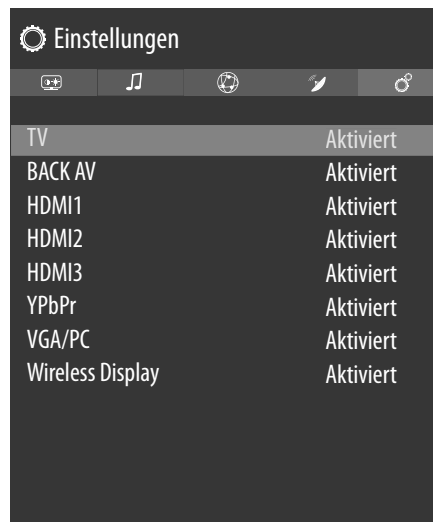 Einstellungen
TV Aktiviert
BACK AV Aktiviert
HDMI1 Aktiviert
HDMI2 Aktiviert
HDMI3 Aktiviert
YPbPr Aktiviert
VGA/PC Aktiviert
Wireless Display Aktiviert